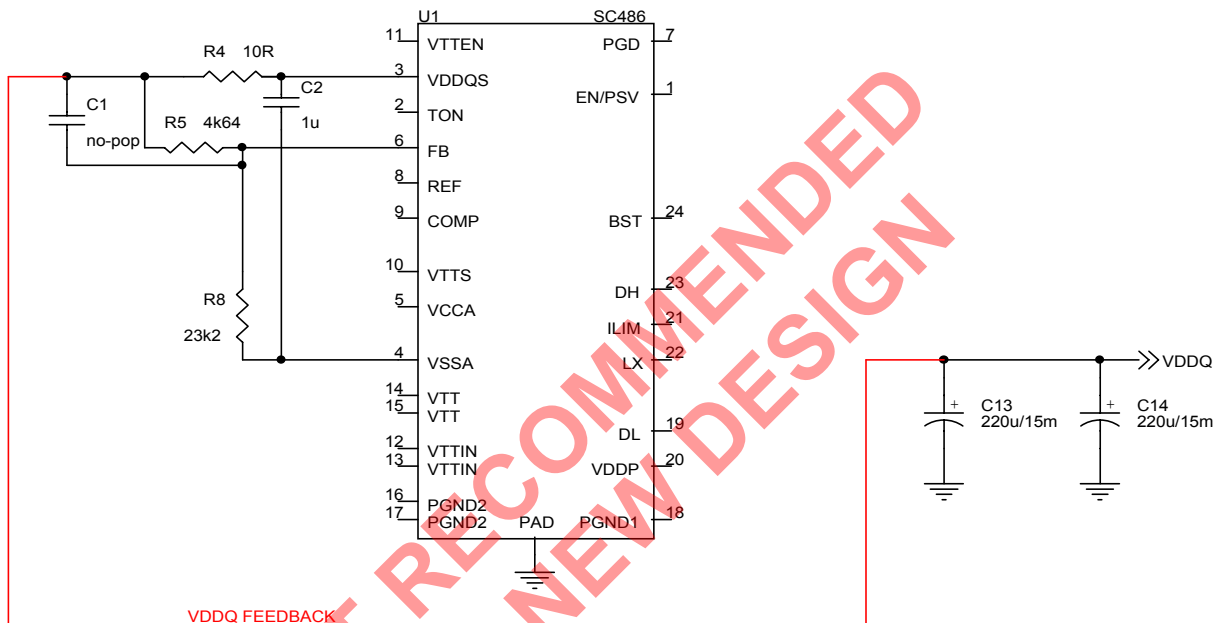 U1
SC486
11
VTTEN
PGD
7
R4 10R
3
VDDQS
C1
no-pop
C2
1u
EN/PSV
1
2
TON
R5 4k64
6
FB
8
REF
9
COMP
BST
24
10
VTTS
DH
23
R8
23k2
5
VCCA
ILIM
21
4
VSSA
LX
22
VDDQ
14
VTT
15
VTT
C13
220u/15m
C14
220u/15m
DL
19
12
VTTIN
13
VTTIN
VDDP
20
16
PGND2
17
PGND2
PAD
PGND1
18
VDDQ FEEDBACK
T RECOMMENDED
NEW DESIGN
+
+